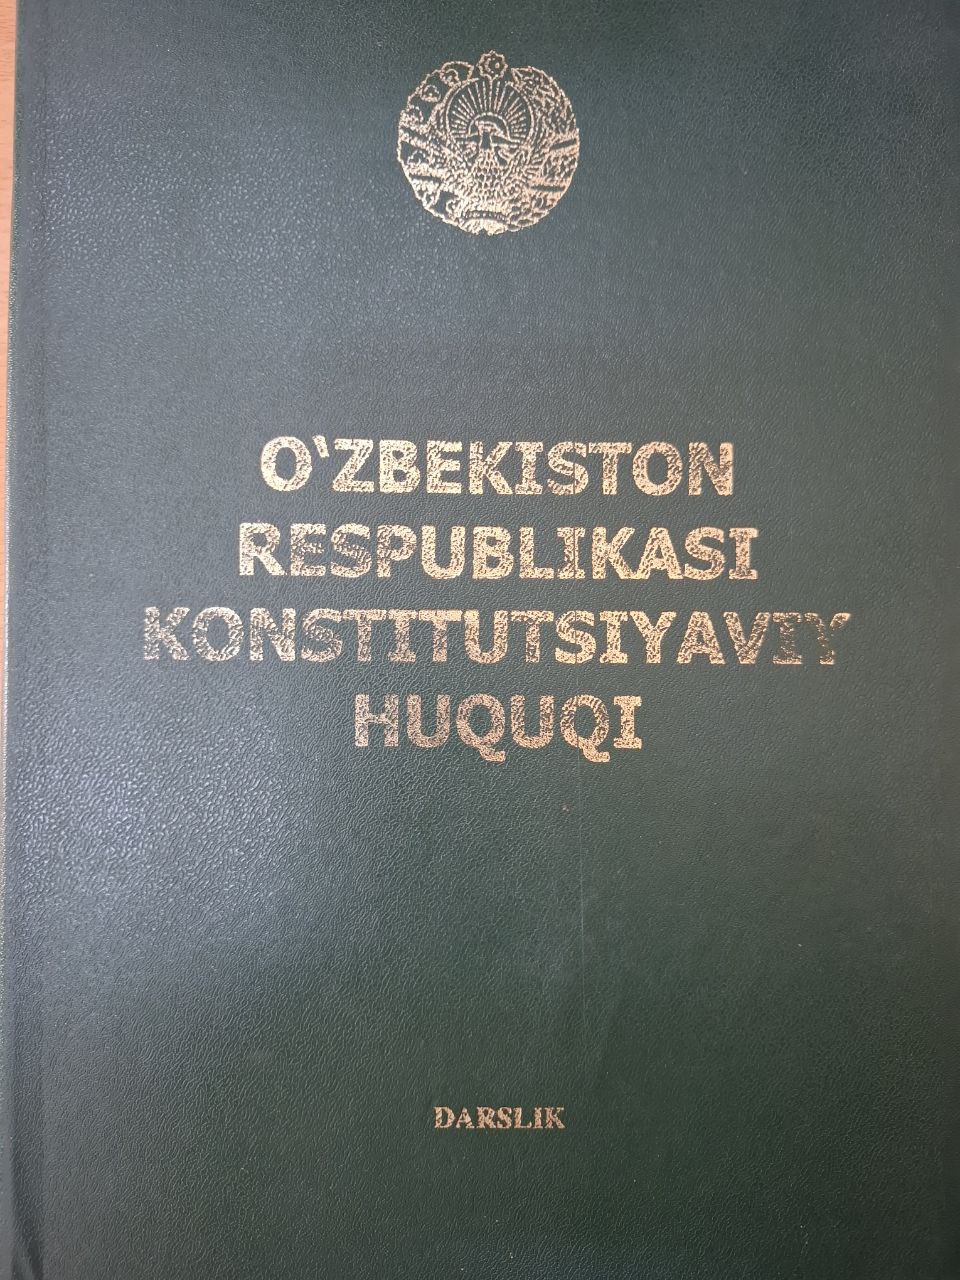 O‘ZBEKISTON
RESPUBLIKASI
KONSTITUTSIYAVIY
HUQUQI
DARSLIK